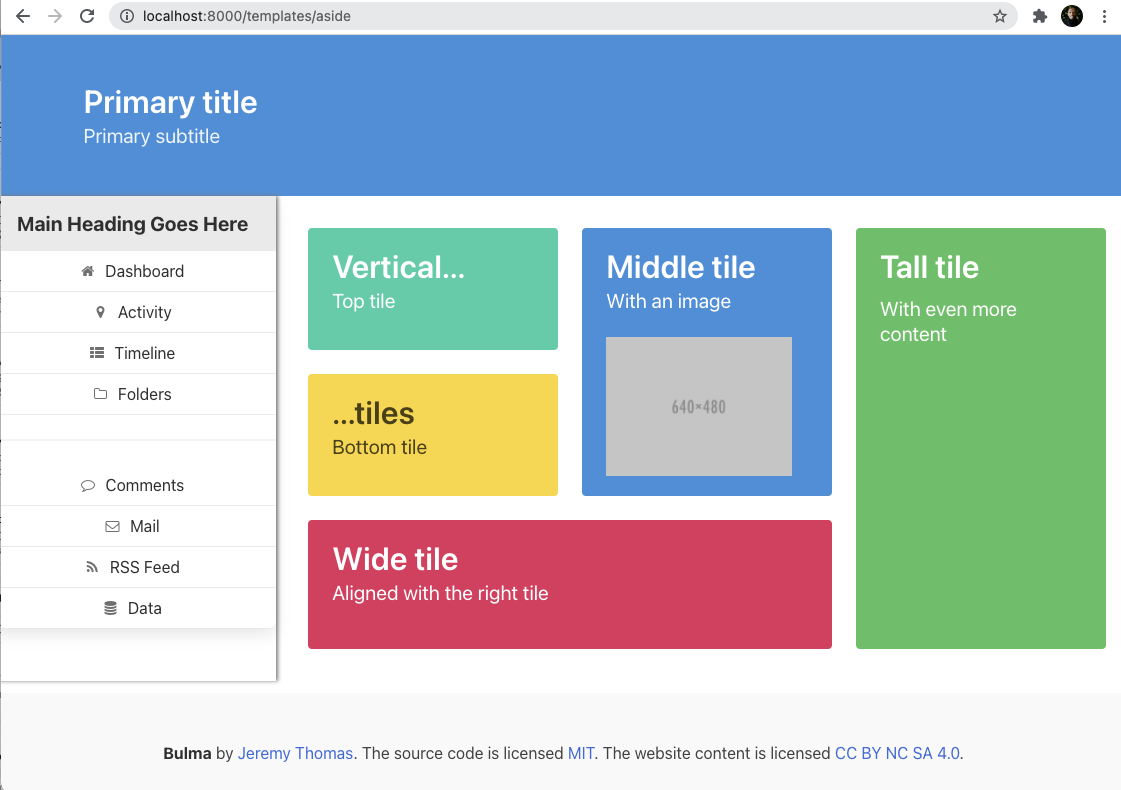 localhost:8000/templates/aside
Primary title
Primary subtitle
Main Heading Goes Here
Dashboard
Activity
Timeline
Folders
Comments
Mail
RSS Feed
Data
Vertical...
Top tile
...tiles
Bottom tile
Middle tile
With an image
640×480
Wide tile
Aligned with the right tile
Tall tile
With even more
content
Bulma by Jeremy Thomas. The source code is licensed MIT. The website content is licensed CC BY NC SA 4.0.